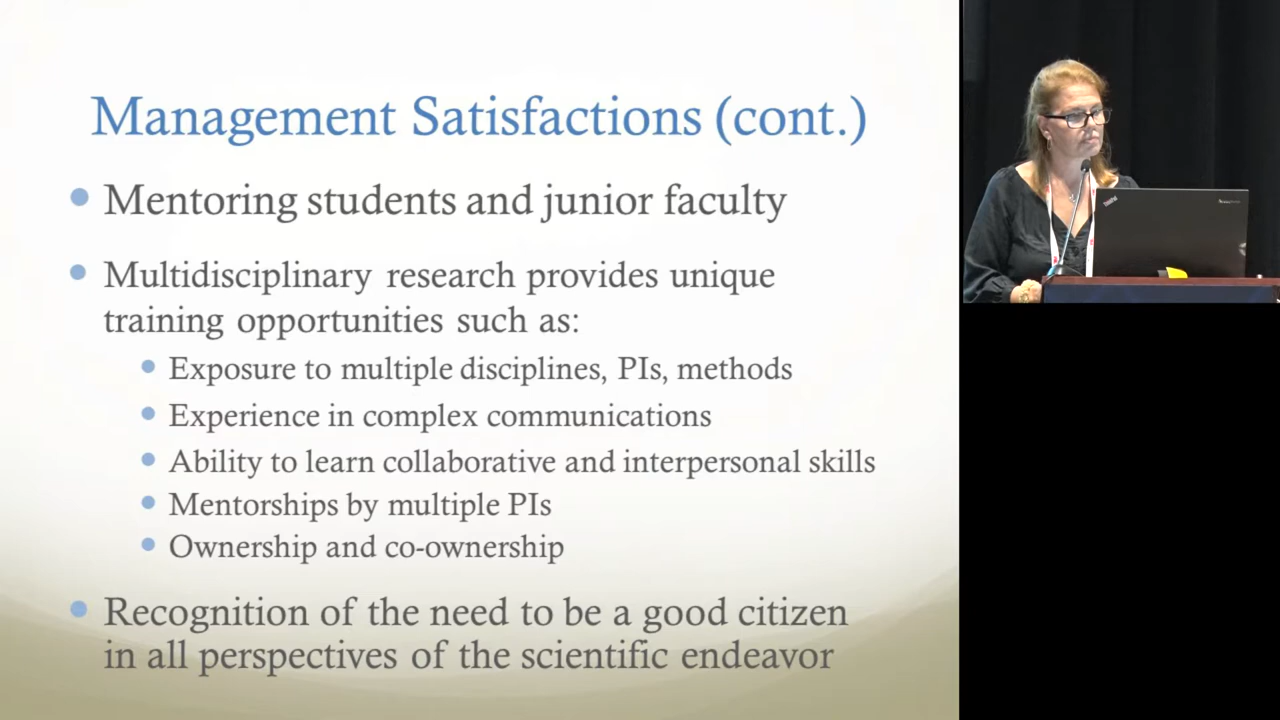 Management Satisfactions (cont.)
Mentoring students and junior faculty
Multidisciplinary research provides unique
training opportunities such as:
Exposure to multiple disciplines, PIs, methods
Experience in complex communications
Ability to learn collaborative and interpersonal skills
Mentorships by multiple PIs
Ownership and co-ownership
Recognition of the need to be a good citizen
in all perspectives of the scientific endeavor
ThinkPad